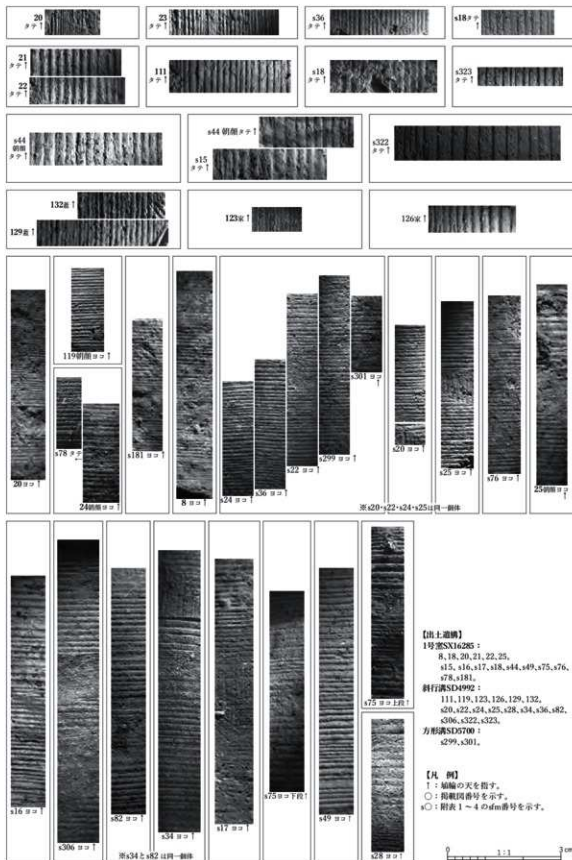 20
タテ↑
23
タテ↑
s36
タテ↑
s18タテ
↑
21
タテ↑
22
タテ↑
111
タテ↑
s18
タテ↑
s323
タテ↑
s44
朝顔
タテ↑
s44 朝顔タテ↑
s15
タテ↑
s322
タテ↑
132蓋↑
129蓋↑
123家↑
126家↑
20ヨコ↑
119朝顔ヨコ↑
s78 タテ
←
24朝顔ヨコ↑
s181 ヨコ↑
8 ヨコ↑
s24 ヨコ↑
s36 ヨコ↑
s22 ヨコ↑
s299 ヨコ↑
s301 ヨコ
↑
s20 ヨコ↑
s25 ヨコ↑
s76 ヨコ↑
25朝顔ヨコ↑
※s20・s22・s24・s25は同一個体
s16 ヨコ↑
s306 ヨコ↑
s82 ヨコ↑
s34 ヨコ↑
s17 ヨコ↑
s75ヨコ下段↑
s49 ヨコ↑
s75ヨコ上段↑
s28 ヨコ↑
※s34とs82は同一個体
【出土遺構】
1号窯SX16285：
8、18、20、21、22、25、
s15、s16、s17、s18、s44、s49、s75、s76、
s78、s181。
斜行溝SD4992：
111、119、123、126、129、132、
s20、s22、s24、s25、s28、s34、s36、s82、
s306、s322、s323。
方形溝SD5700：
s299、s301。
【凡　例】
↑：埴輪の天を指す。
○：掲載図番号を示す。
s○：附表1～4のsfm番号を示す。
0 1:1 3cm